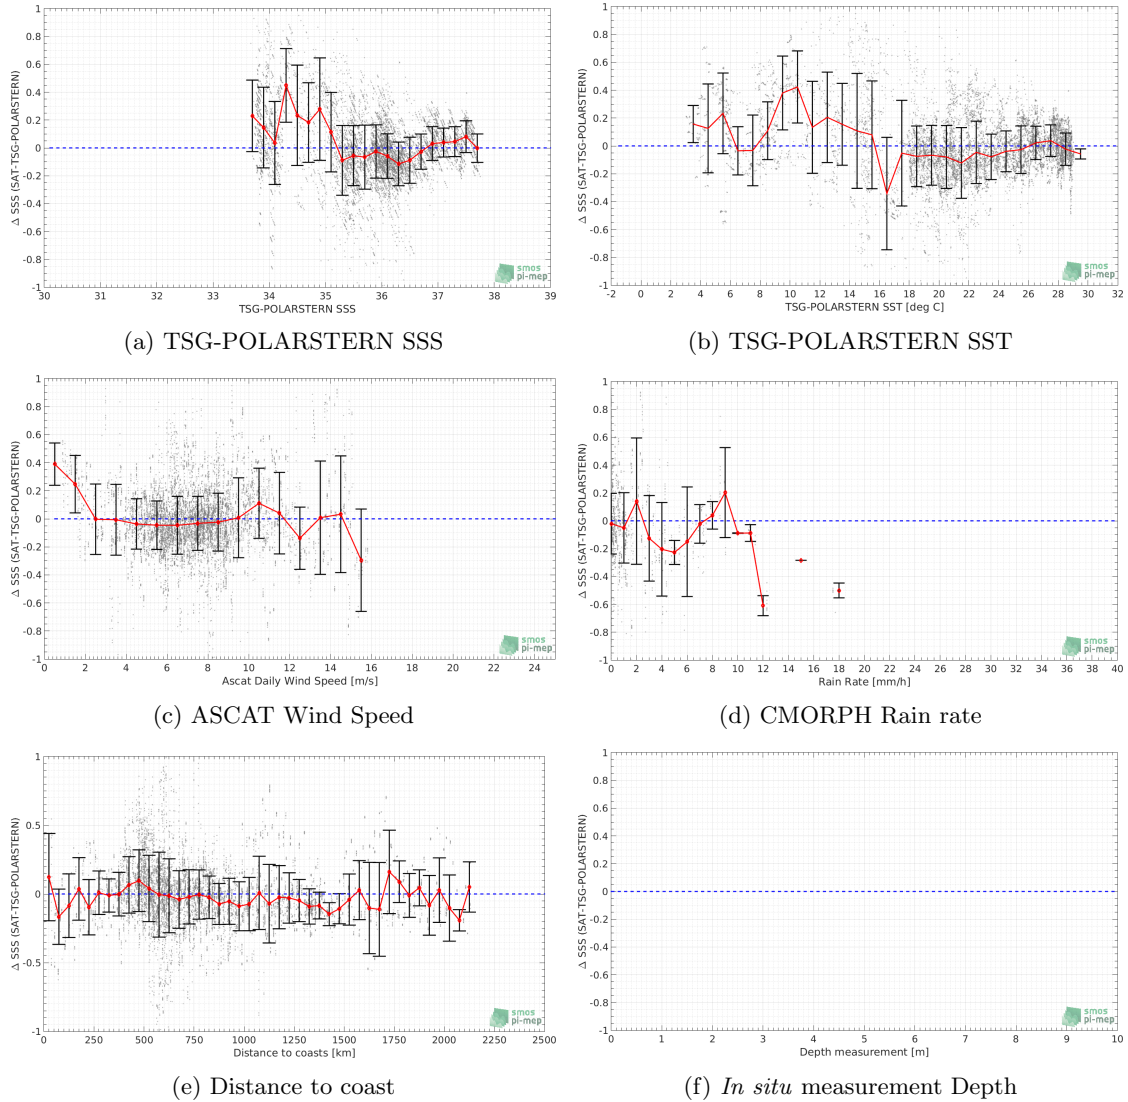 1
0.8
0.6
0.4
0.2
0
-0.2
-0.4
-0.6
-0.8
-1
Δ SSS (SAT-TSG-POLARSTERN)
30 31 32 33 34 35 36 37 38 39
TSG-POLARSTERN SSS
smos
pi-mep
(a) TSG-POLARSTERN SSS
1
0.8
0.6
0.4
0.2
0
-0.2
-0.4
-0.6
-0.8
-1
Δ SSS (SAT-TSG-POLARSTERN)
-2 0 2 4 6 8 10 12 14 16 18 20 22 24 26 28 30 32
TSG-POLARSTERN SST [deg C]
smos
pi-mep
(b) TSG-POLARSTERN SST
1
0.8
0.6
0.4
0.2
0
-0.2
-0.4
-0.6
-0.8
-1
Δ SSS (SAT-TSG-POLARSTERN)
0 2 4 6 8 10 12 14 16 18 20 22 24
Ascat Daily Wind Speed [m/s]
smos
pi-mep
(c) ASCAT Wind Speed
1
0.8
0.6
0.4
0.2
0
-0.2
-0.4
-0.6
-0.8
-1
Δ SSS (SAT-TSG-POLARSTERN)
0 2 4 6 8 10 12 14 16 18 20 22 24 26 28 30 32 34 36 38 40
Rain Rate [mm/h]
smos
pi-mep
(d) CMORPH Rain rate
1
0.5
0
-0.5
-1
Δ SSS (SAT-TSG-POLARSTERN)
0 250 500 750 1000 1250 1500 1750 2000 2250 2500
Distance to coasts [km]
smos
pi-mep
(e) Distance to coast
1
0.8
0.6
0.4
0.2
0
-0.2
-0.4
-0.6
-0.8
-1
Δ SSS (SAT-TSG-POLARSTERN)
0 1 2 3 4 5 6 7 8 9 10
Depth measurement [m]
smos
pi-mep
(f) In situ measurement Depth